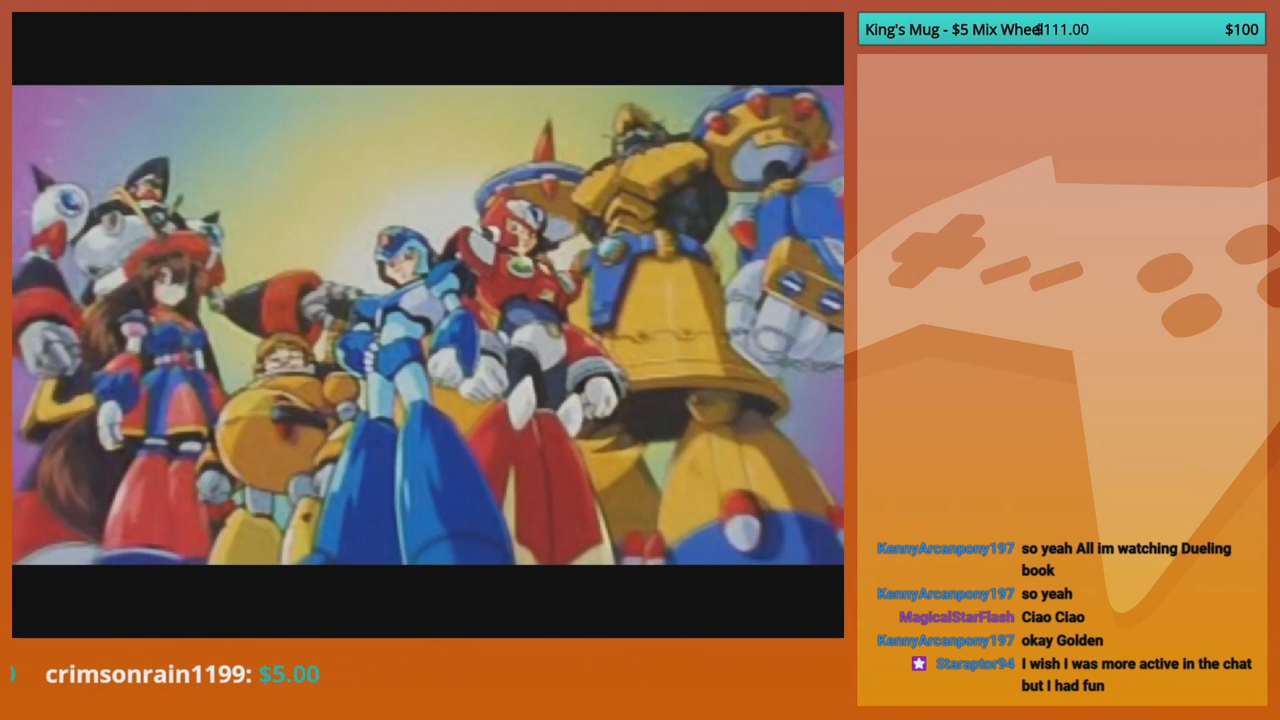 King's Mug - $5 Mix Wheel $111.00 $100
KennyArcanpony197 so yeah All im watching Dueling
book
KennyArcanpony197 so yeah
MagicalStarFlash Ciao Ciao
KennyArcanpony197 okay Golden
Staraptor94 I wish I was more active in the chat
but I had fun
crimsonrain1199: $5.00